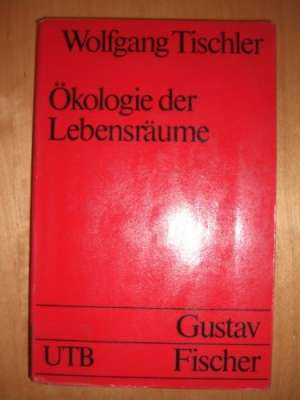 Wolfgang Tischler
Ökologie der
Lebensräume
Gustav
UTB Fischer